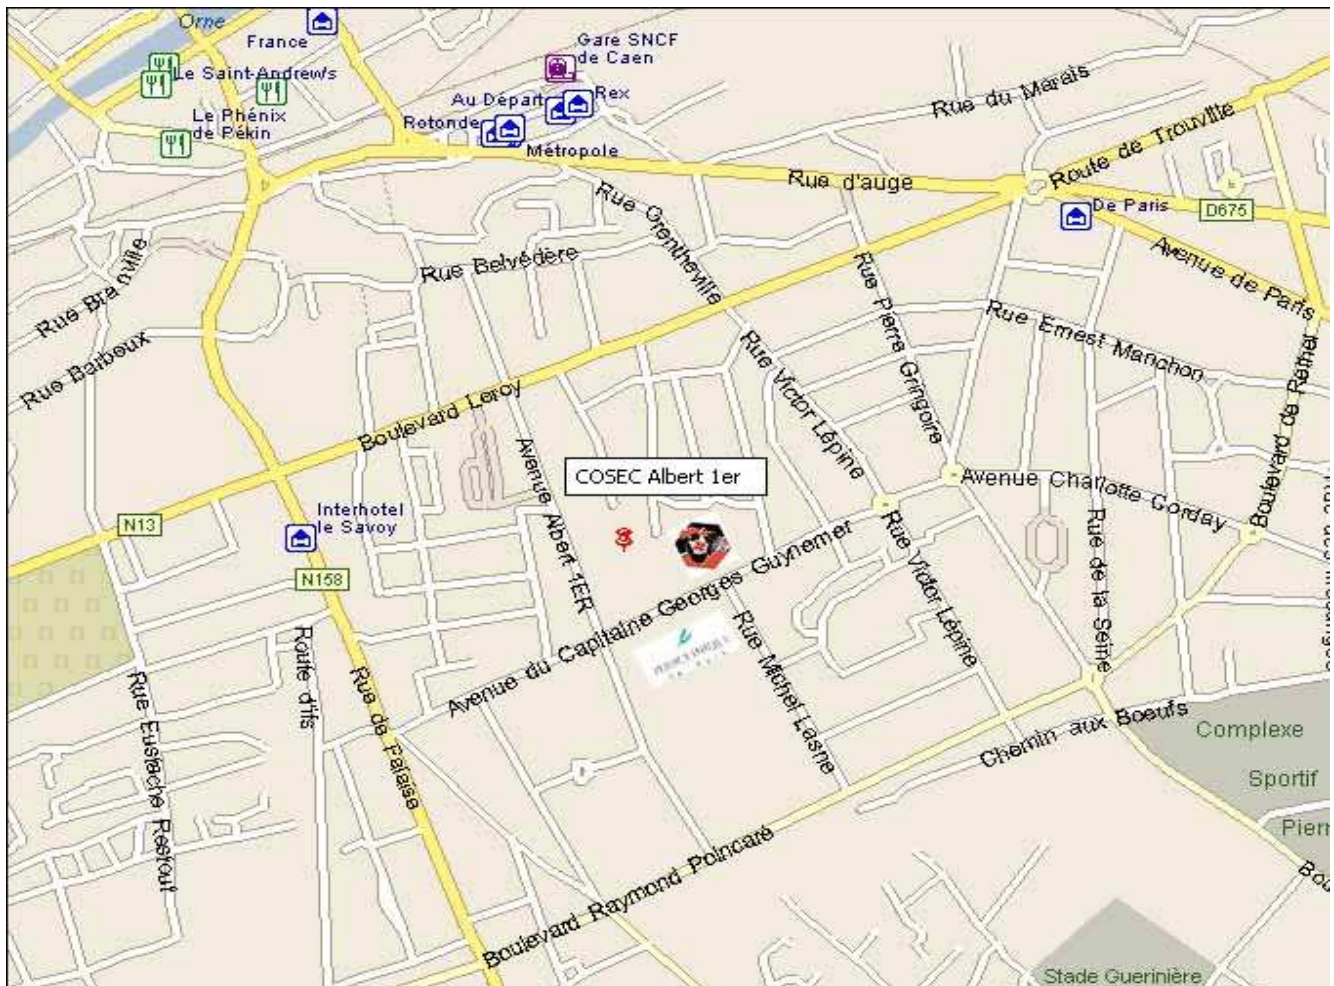 Orne
France
Gare SNCF
de Caen
Le Saint-Andrew's
Au Départ
Rex
Rue du Marais
Le Phénix
de Pékin
Rotonde
Métropole
Route de Trouville
Rue d'auge
De Paris
D675
Rue Grentheville
Avenue de Paris
Rue Branville
Rue Belvédère
Rue Pierre Gringoire
Rue Ernest Manchon
Rue Barboux
Rue Victor Lépine
Boulevard de Rethel
Boulevard Leroy
Avenue Albert 1ER
COSEC Albert 1er
Avenue Charlotte Corday
Interhotel
le Savoy
N13
N158
Rue Victor Lépine
Rue de la Seine
Avenue du Capitaine Georges Guynemer
Rue Michel Lasne
Route d'Ifs
Rue de Falaise
Rue Eustache Restout
Chemin aux Boeufs
Complexe
Sportif
Pierr
Boulevard Raymond Poincaré
Bou
Stade Guerinière